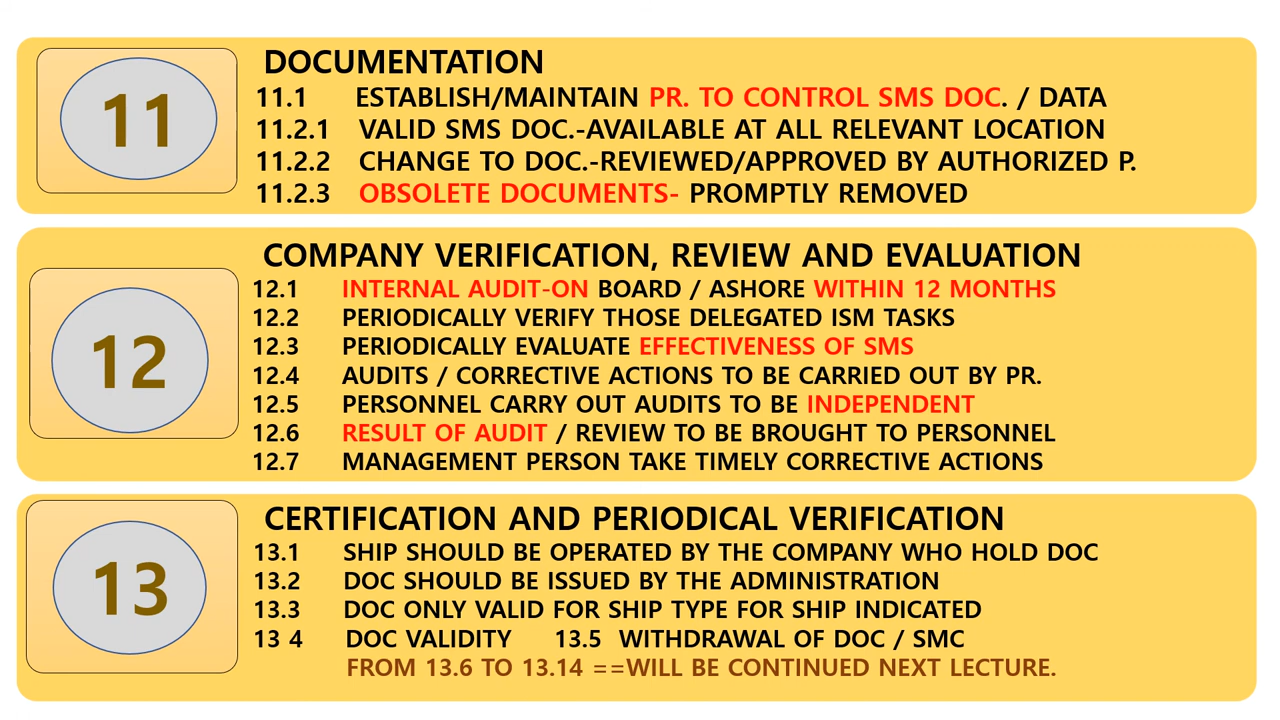 11
DOCUMENTATION
11.1 ESTABLISH/MAINTAIN PR. TO CONTROL SMS DOC. / DATA
11.2.1 VALID SMS DOC.-AVAILABLE AT ALL RELEVANT LOCATION
11.2.2 CHANGE TO DOC.-REVIEWED/APPROVED BY AUTHORIZED P.
11.2.3 OBSOLETE DOCUMENTS- PROMPTLY REMOVED
12
COMPANY VERIFICATION, REVIEW AND EVALUATION
12.1 INTERNAL AUDIT-ON BOARD / ASHORE WITHIN 12 MONTHS
12.2 PERIODICALLY VERIFY THOSE DELEGATED ISM TASKS
12.3 PERIODICALLY EVALUATE EFFECTIVENESS OF SMS
12.4 AUDITS / CORRECTIVE ACTIONS TO BE CARRIED OUT BY PR.
12.5 PERSONNEL CARRY OUT AUDITS TO BE INDEPENDENT
12.6 RESULT OF AUDIT / REVIEW TO BE BROUGHT TO PERSONNEL
12.7 MANAGEMENT PERSON TAKE TIMELY CORRECTIVE ACTIONS
13
CERTIFICATION AND PERIODICAL VERIFICATION
13.1 SHIP SHOULD BE OPERATED BY THE COMPANY WHO HOLD DOC
13.2 DOC SHOULD BE ISSUED BY THE ADMINISTRATION
13.3 DOC ONLY VALID FOR SHIP TYPE FOR SHIP INDICATED
13 4 DOC VALIDITY 13.5 WITHDRAWAL OF DOC / SMC
FROM 13.6 TO 13.14 ==WILL BE CONTINUED NEXT LECTURE.